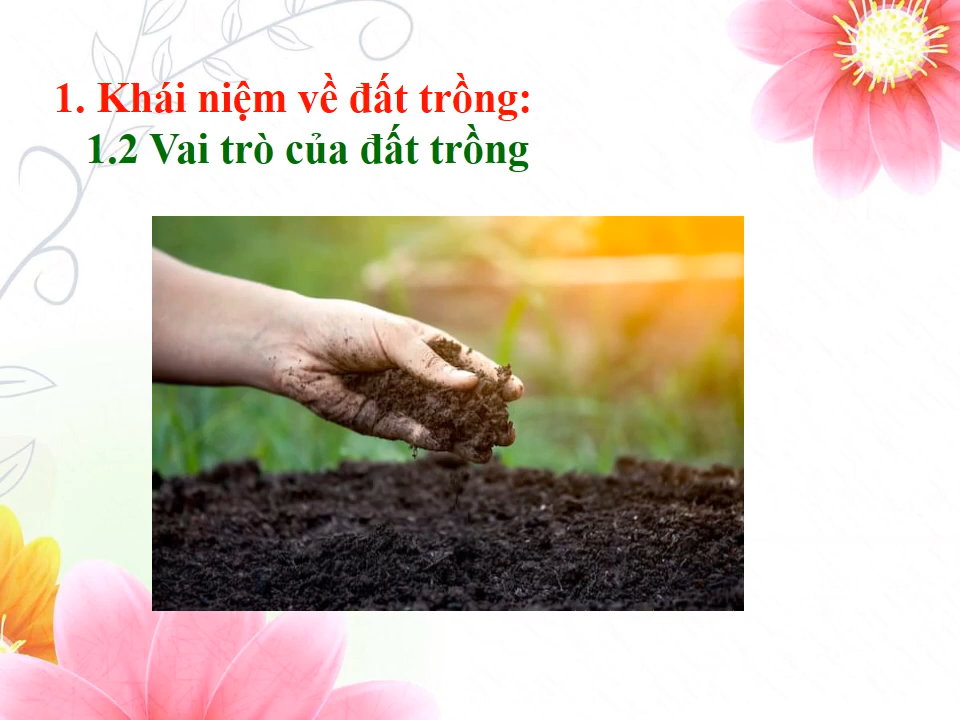 1. Khái niệm về đất trồng:
1.2 Vai trò của đất trồng